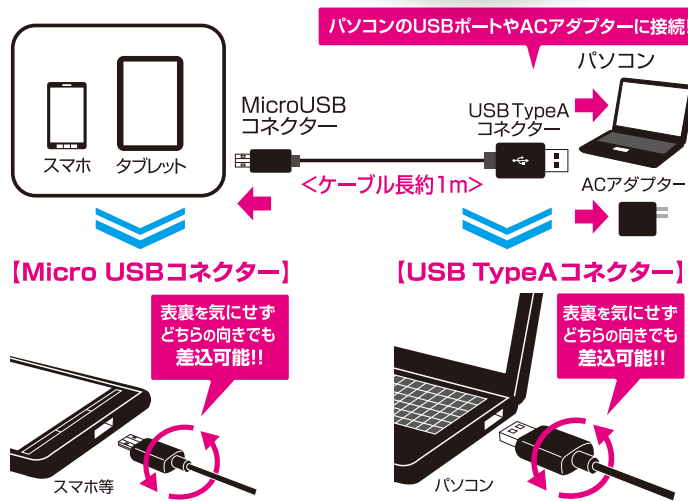 パソコンのUSBポートやACアダプターに接続!
パソコン
MicroUSB
コネクター
USB TypeA
コネクター
スマホ
タブレット
<ケーブル長約1m>
ACアダプター
【Micro USBコネクター】
【USB TypeAコネクター】
表裏を気にせず
どちらの向きでも
差込可能!!
表裏を気にせず
どちらの向きでも
差込可能!!
スマホ等
パソコン